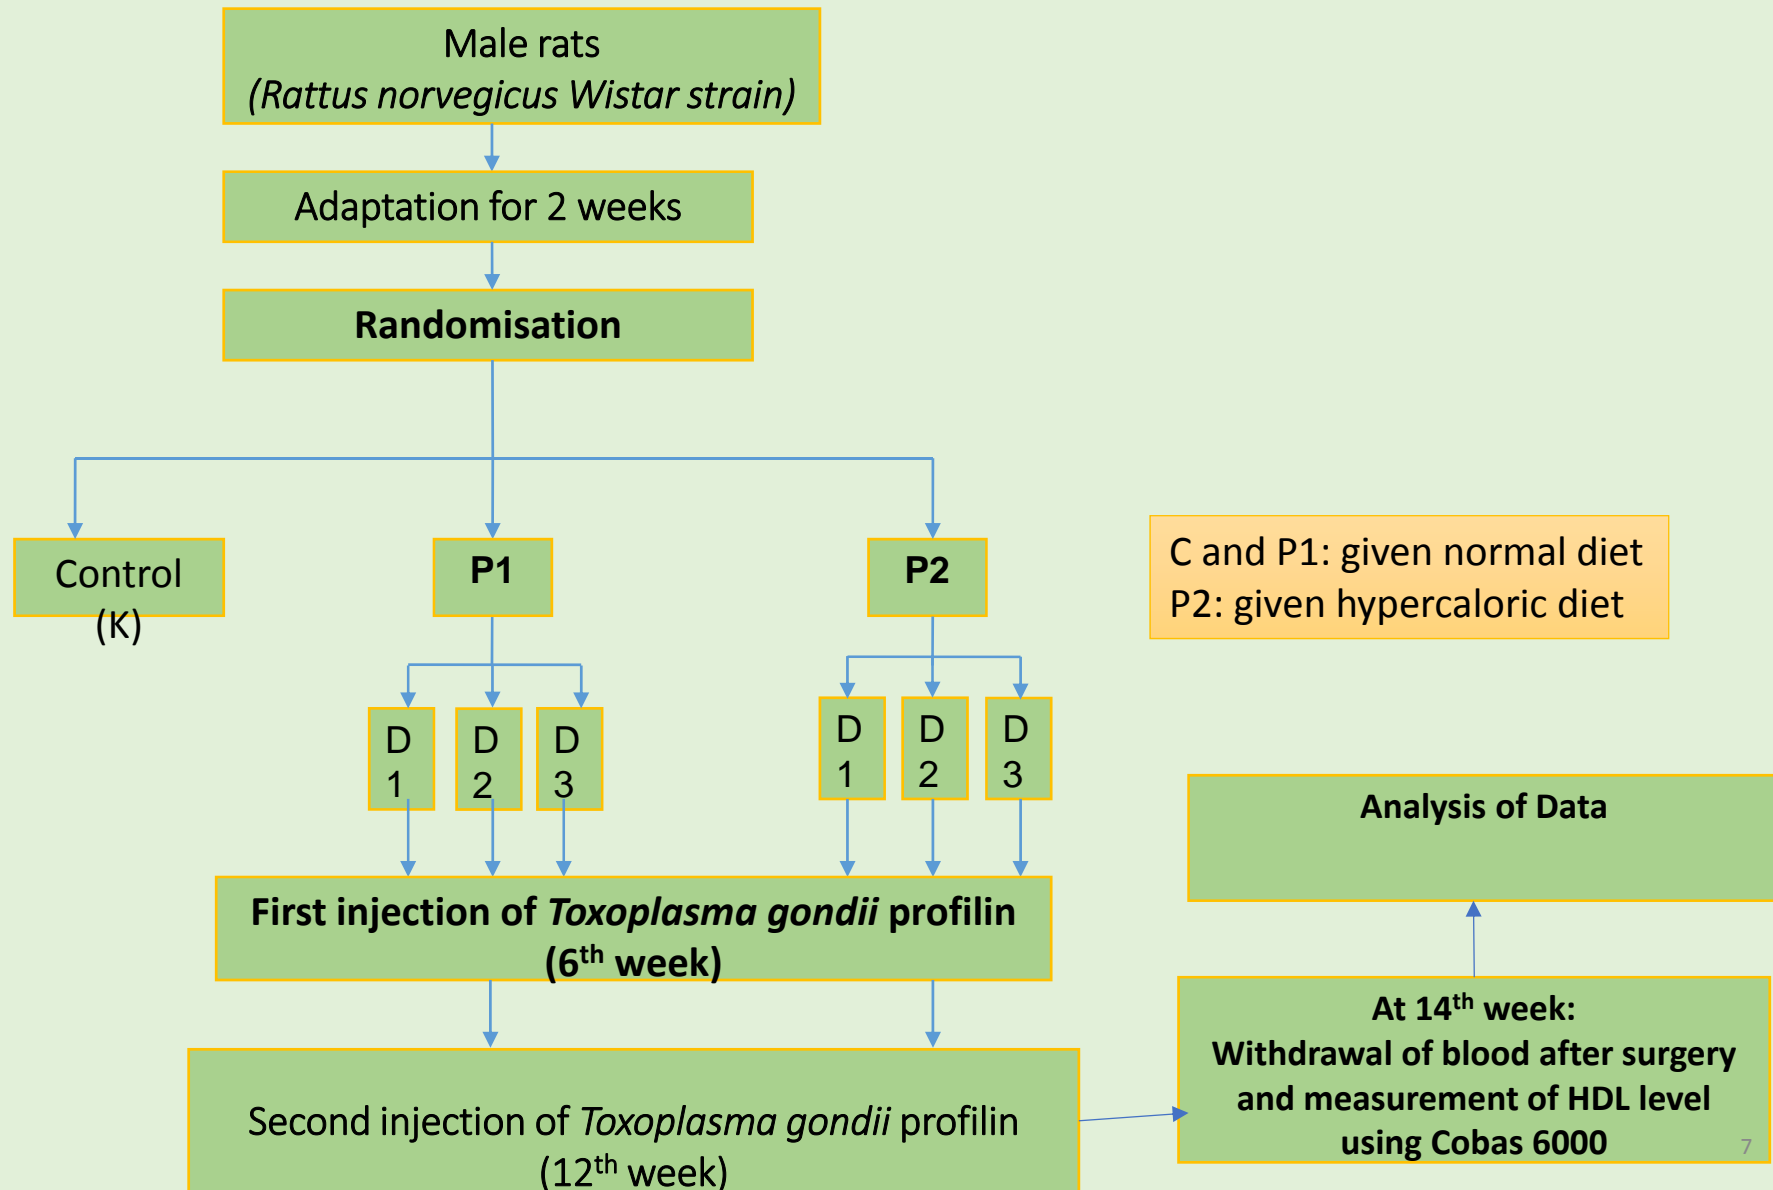 Male rats
(Rattus norvegicus Wistar strain)
Adaptation for 2 weeks
Randomisation
Control
(K)
P1
P2
C and P1: given normal diet
P2: given hypercaloric diet
D
1
D
2
D
3
D
1
D
2
D
3
First injection of Toxoplasma gondii profilin
(6th week)
Second injection of Toxoplasma gondii profilin
(12th week)
At 14th week:
Withdrawal of blood after surgery
and measurement of HDL level
using Cobas 6000
Analysis of Data
7